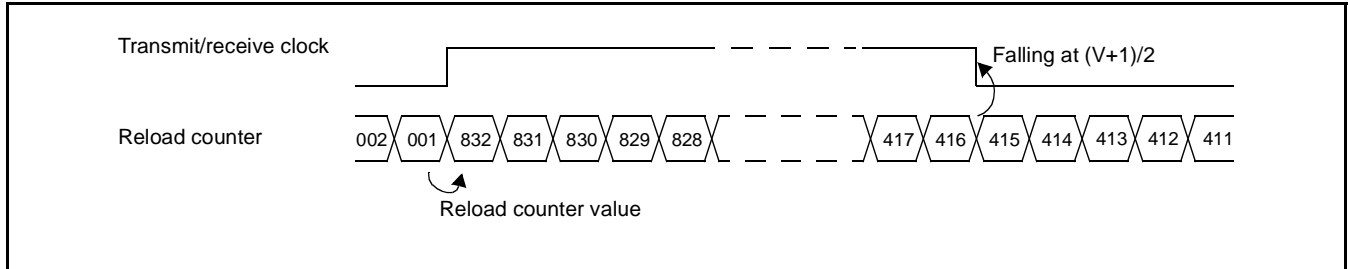 Transmit/receive clock
Falling at (V+1)/2
Reload counter
002 001 832 831 830 829 828 417 416 415 414 413 412 411
Reload counter value